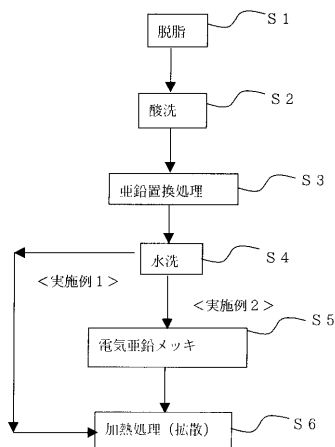 脱脂 S1
酸洗 S2
亜鉛置換処理 S3
水洗 S4
<実施例1>
<実施例2>
電気亜鉛メッキ S5
加熱処理(拡散) S6